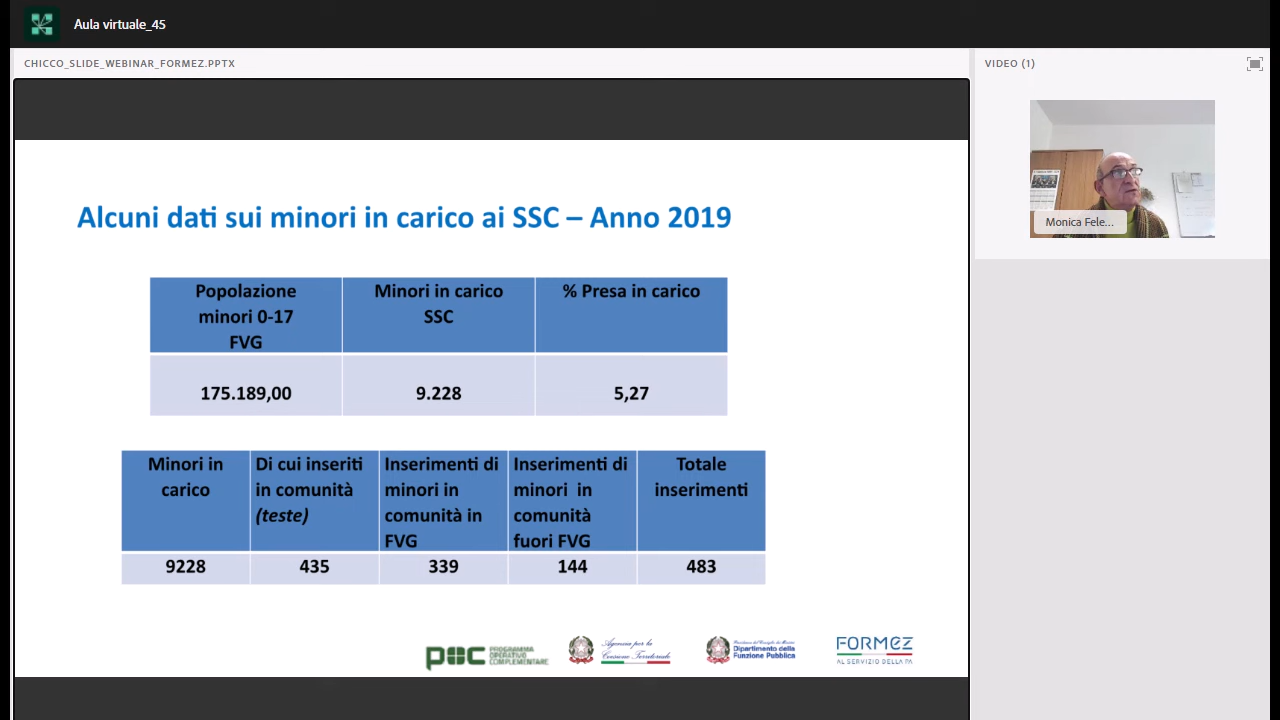 Aula virtuale_45
CHICCO_SLIDE_WEBINAR_FORMEZ.PPTX
VIDEO (1)
Monica Fele...
Alcuni dati sui minori in carico ai SSC – Anno 2019
Popolazione
minori 0-17
FVG
Minori in carico
SSC
% Presa in carico
175.189,00
9.228
5,27
Minori in
carico
Di cui inseriti
in comunità
(teste)
Inserimenti di
minori in
comunità in
FVG
Inserimenti di
minori in
comunità
fuori FVG
Totale
inserimenti
9228
435
339
144
483
POC PROGRAMMA
OPERATIVO
COMPLEMENTARE
Agenzia per la
Coesione Territoriale
Presidenza del Consiglio dei Ministri
Dipartimento della
Funzione Pubblica
FORMEZ
AL SERVIZIO DELLA PA